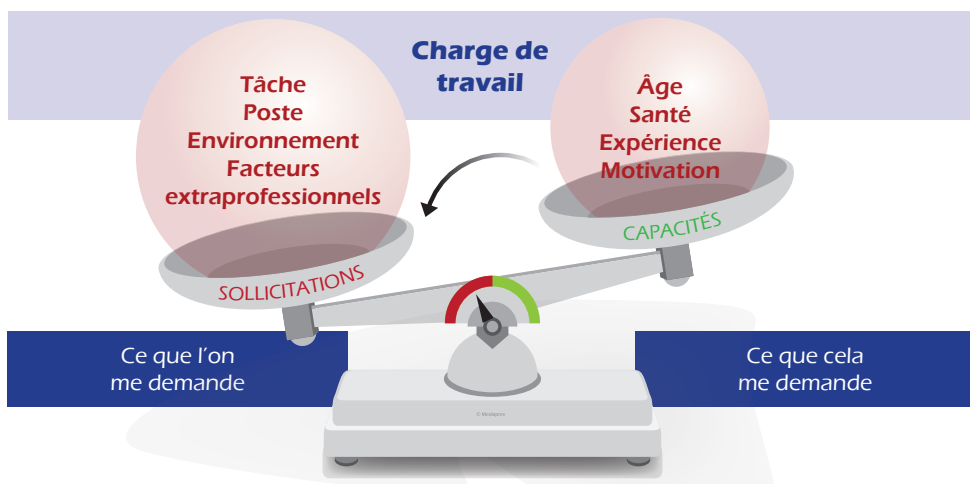 Charge de
travail
Tâche
Poste
Environnement
Facteurs
extraprofessionnels
SOLLICITATIONS
Âge
Santé
Expérience
Motivation
CAPACITÉS
Ce que l'on
me demande
Ce que cela
me demande